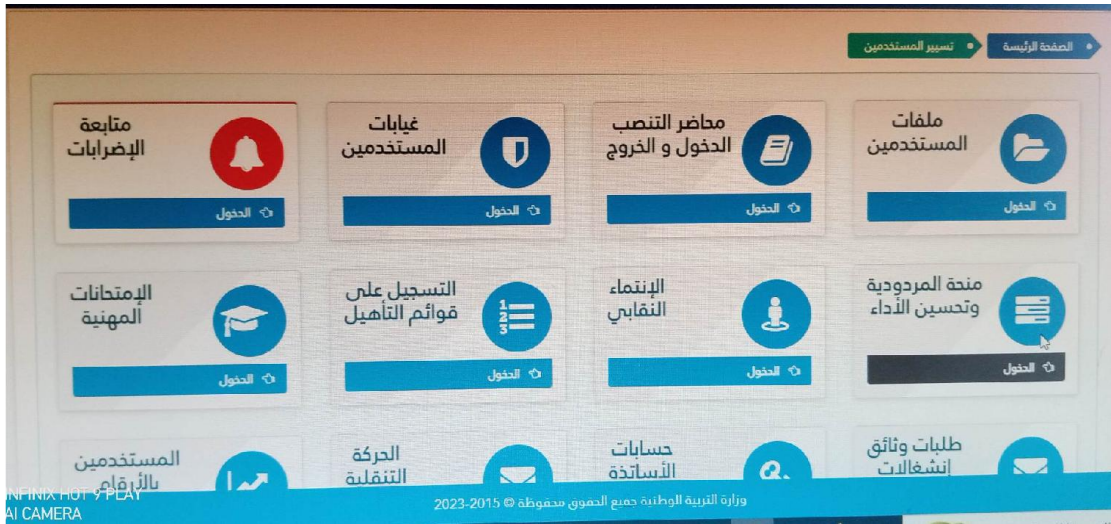 الصفحة الرئيسة
تسيير المستخدمين
ملفات
المستخدمين
الدخول
محاضر التنصب
الدخول و الخروج
الدخول
غيابات
المستخدمين
الدخول
متابعة
الإضرابات
الدخول
منحة المردودية
وتحسين الأداء
الدخول
الإنتماء
النقابي
الدخول
التسجيل على
قوائم التأهيل
1
2
3
الدخول
الإمتحانات
المهنية
الدخول
طلبات وثائق
إنشغالات
حسابات
الأساتذة
الحركة
التنقلية
المستخدمين
بالأرقام
وزارة التربية الوطنية جميع الحقوق محفوظة © 2015-2023
INFINIX HOT 9 PLAY
AI CAMERA